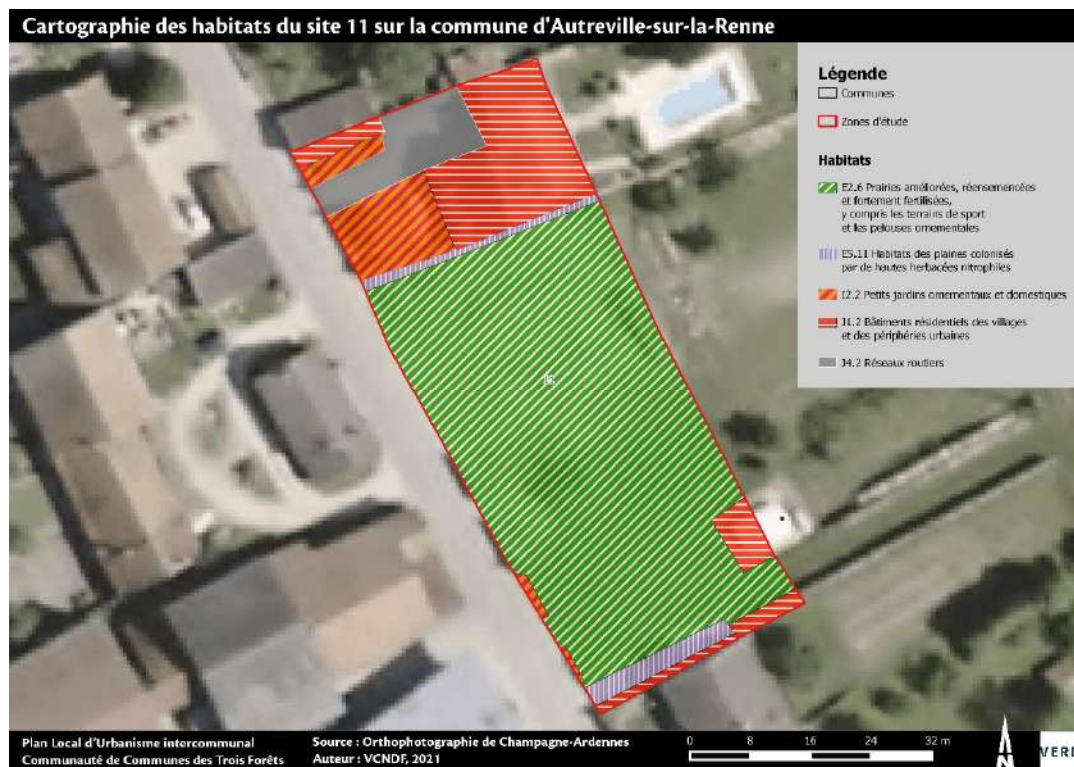 Cartographie des habitats du site 11 sur la commune d'Autreville-sur-la-Renne
Légende
Communes
Zones d'étude
Habitats
E2.6 Prairies améliorées, réensemencées
et fortement fertilisées,
y compris les terrains de sport
et les pelouses ornementales
E5.11 Habitats des plaines colonisés
par de hautes herbacées nitrophiles
I2.2 Petits jardins ornementaux et domestiques
J1.2 Bâtiments résidentiels des villages
et des périphéries urbaines
J4.2 Réseaux routiers
Plan Local d'Urbanisme intercommunal
Communauté de Communes des Trois Forêts
Source : Orthophotographie de Champagne-Ardennes
Auteur : VCNDF, 2021
0 8 16 24 32 m
N
VERD